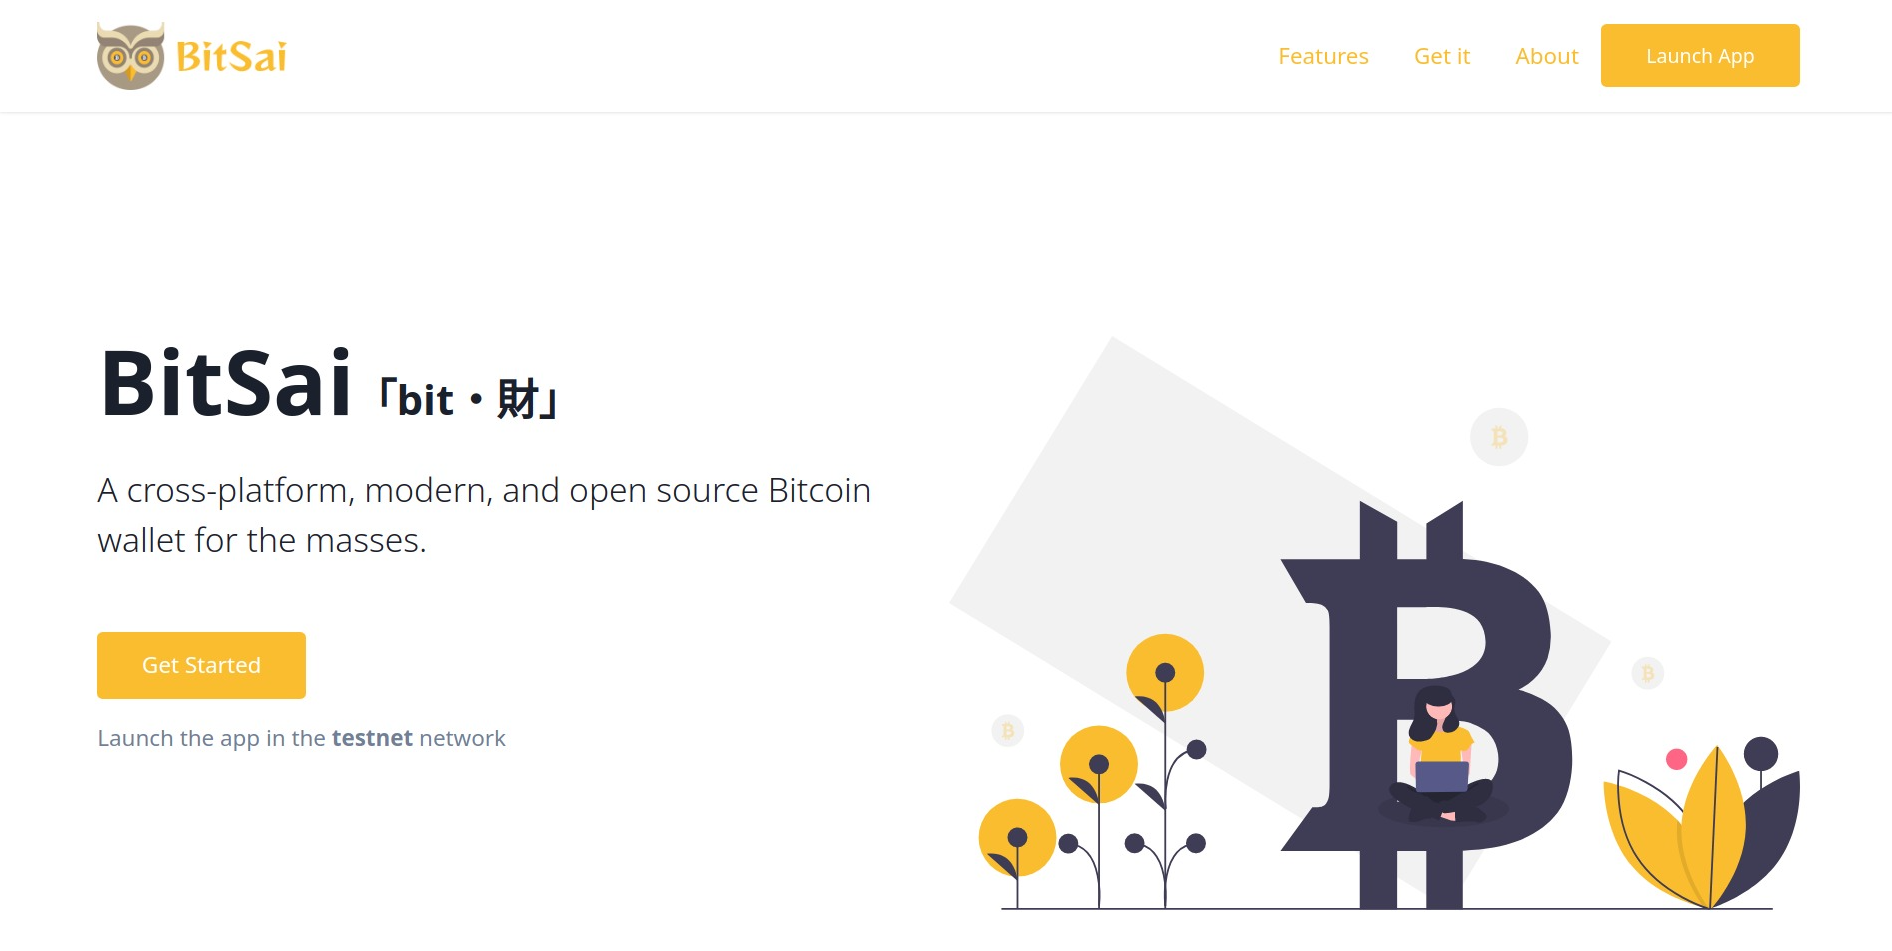 BitSai
Features
Get it
About
Launch App
BitSai「bit・財」
A cross-platform, modern, and open source Bitcoin
wallet for the masses.
Get Started
Launch the app in the testnet network